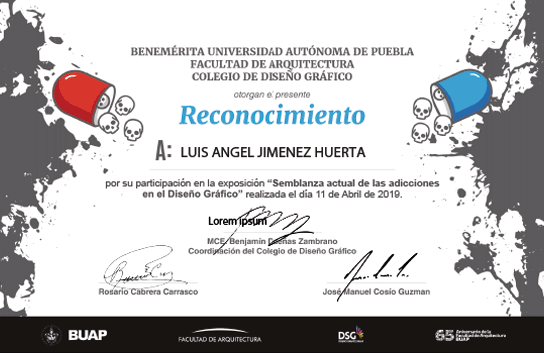 BENEMÉRITA UNIVERSIDAD AUTÓNOMA DE PUEBLA
FACULTAD DE ARQUITECTURA
COLEGIO DE DISEÑO GRÁFICO
otorgan el presente
Reconocimiento
A: LUIS ANGEL JIMENEZ HUERTA
por su participación en la exposición “Semblanza actual de las adicciones
en el Diseño Gráfico” realizada el día 11 de Abril de 2019.
Lorem ipsum
MCE. Benjamín Dueñas Zambrano
Coordinación del Colegio de Diseño Gráfico
Rosario Cabrera Carrasco
José Manuel Cosio Guzman
BUAP
FACULTAD DE ARQUITECTURA
DSG
65 Aniversario de la
Facultad de Arquitectura
BUAP